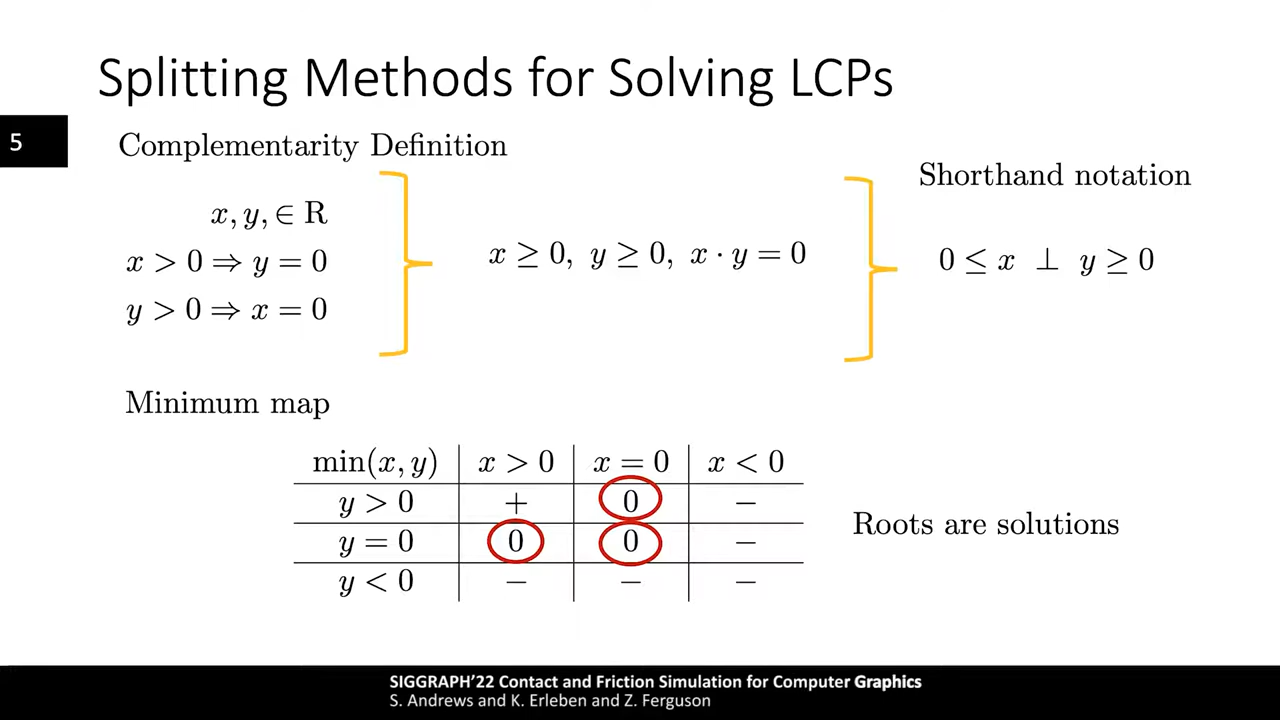 Splitting Methods for Solving LCPs
5
Complementarity Definition
x, y, ∈ R
x > 0 ⇒ y = 0
y > 0 ⇒ x = 0
x ≥ 0, y ≥ 0, x · y = 0
Shorthand notation
0 ≤ x ⊥ y ≥ 0
Minimum map
min(x, y) x > 0 x = 0 x < 0
y > 0 + 0 −
y = 0 0 0 −
y < 0 − − −
Roots are solutions
SIGGRAPH’22 Contact and Friction Simulation for Computer Graphics
S. Andrews and K. Erleben and Z. Ferguson